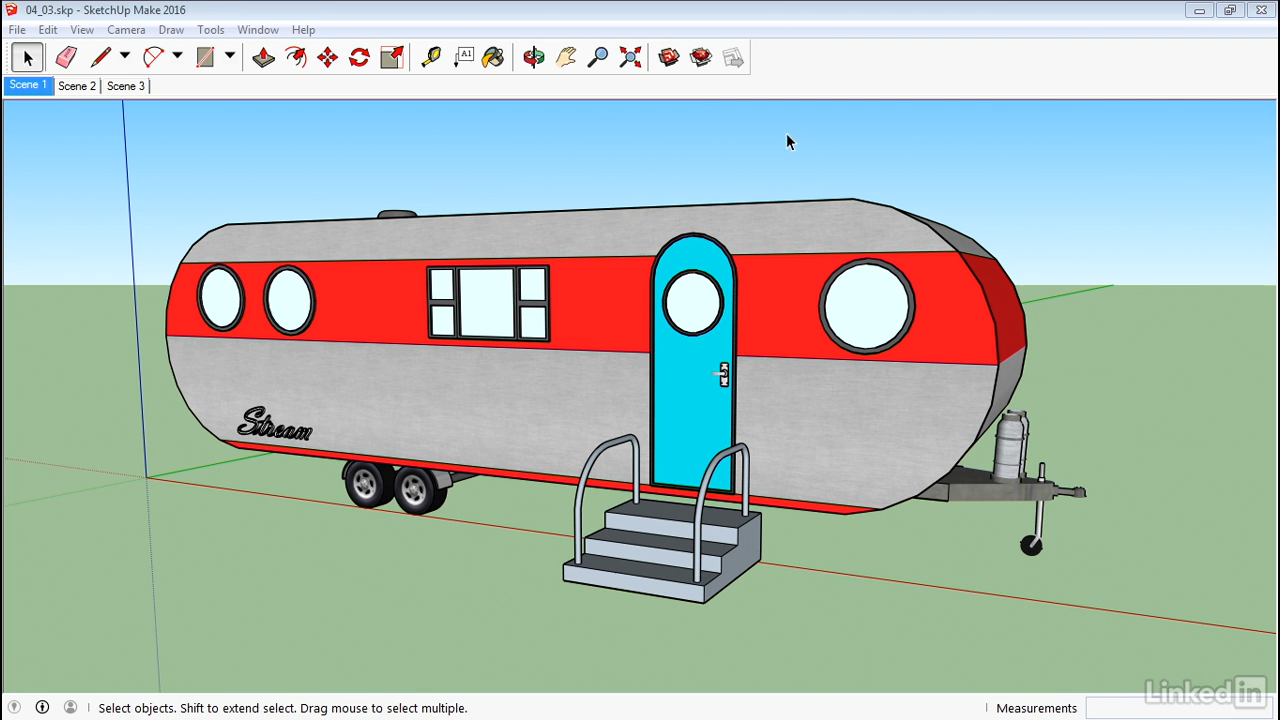 04_03.skp - SketchUp Make 2016
File Edit View Camera Draw Tools Window Help
A1
Scene 1 Scene 2 Scene 3
Stream
Linked in
Select objects. Shift to extend select. Drag mouse to select multiple. Measurements